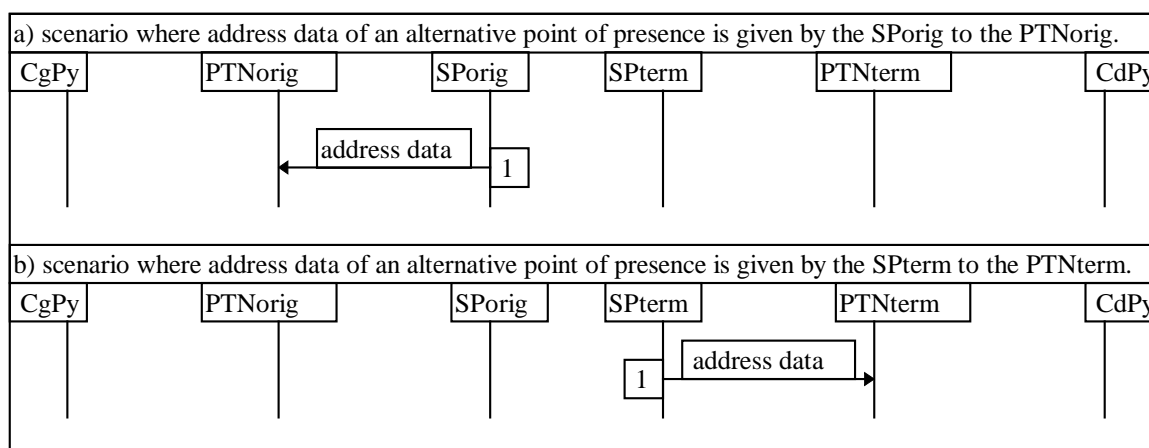 a) scenario where address data of an alternative point of presence is given by the SPorig to the PTNorig.
CgPy PTNorig SPorig SPterm PTNterm CdPy
address data
1
b) scenario where address data of an alternative point of presence is given by the SPterm to the PTNterm.
CgPy PTNorig SPorig SPterm PTNterm CdPy
1 address data